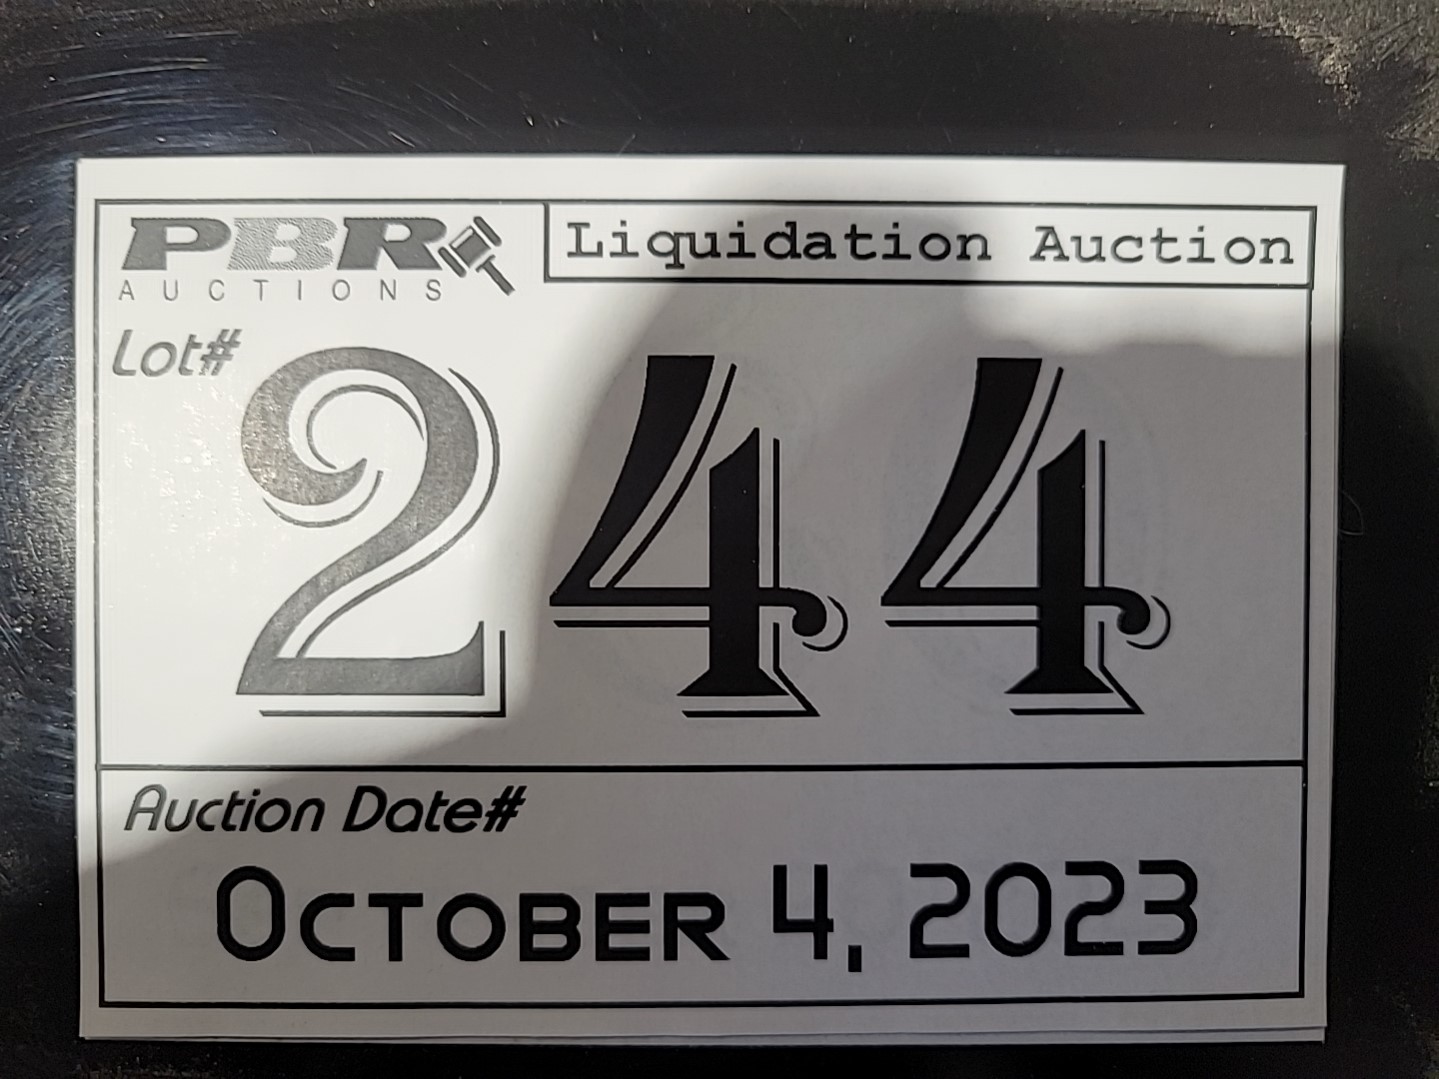 PBR
AUCTIONS
Liquidation Auction
Lot#
244
Auction Date#
October 4, 2023